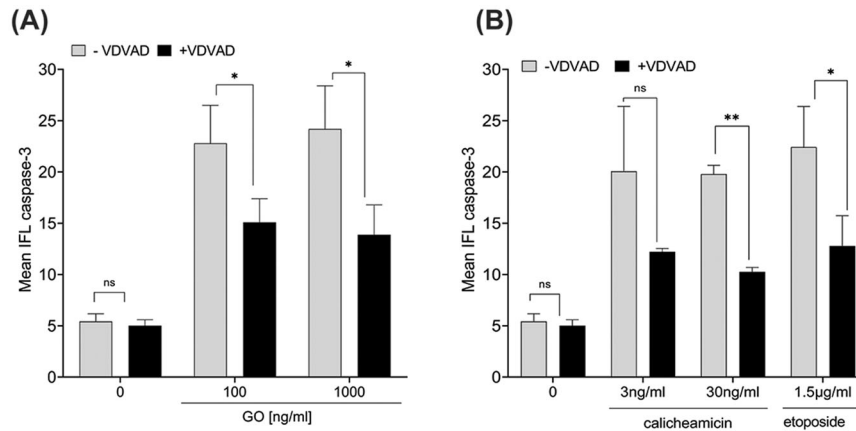 (A)
- VDVAD +VDVAD
Mean IFL caspase-3
30
25
20
15
10
5
0
ns
*
*
0 100 1000
GO [ng/ml]
(B)
-VDVAD +VDVAD
Mean IFL caspase-3
30
25
20
15
10
5
0
ns
ns
**
*
0 3ng/ml 30ng/ml 1.5µg/ml
calicheamicin etoposide